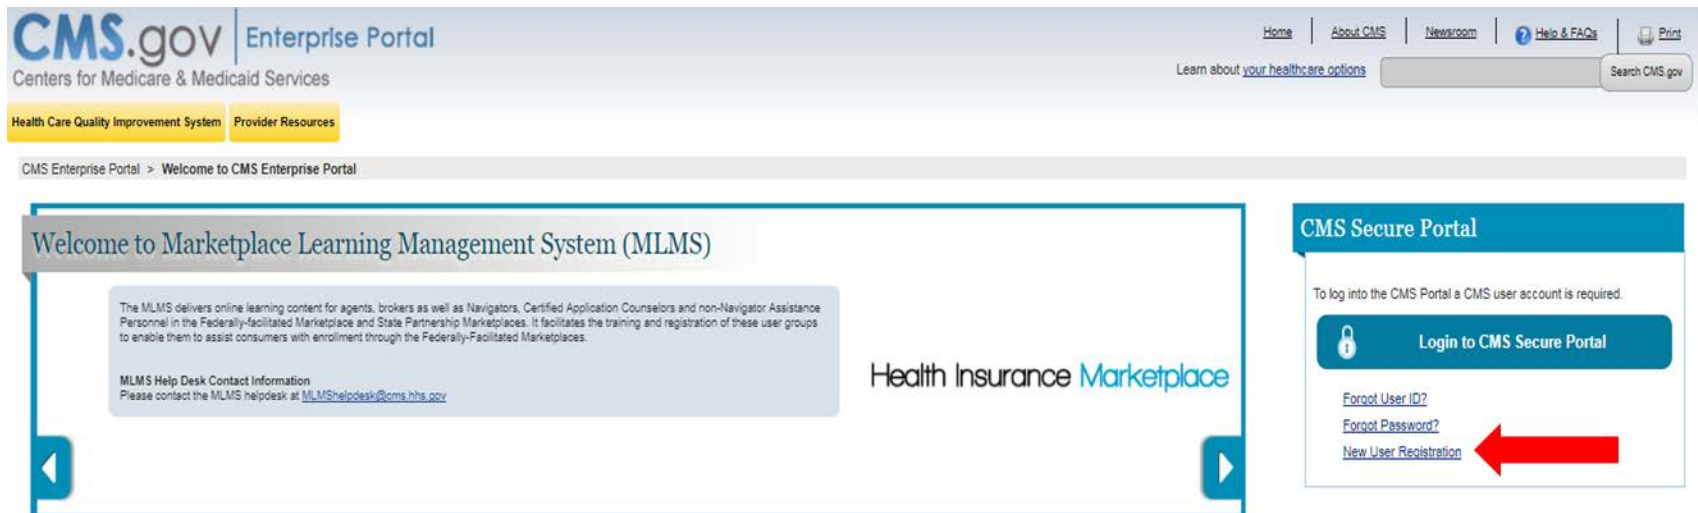 CMS.gov Enterprise Portal
Centers for Medicare & Medicaid Services
Home About CMS Newsroom Help & FAQs Print
Learn about your healthcare options Search CMS.gov
Health Care Quality Improvement System Provider Resources
CMS Enterprise Portal > Welcome to CMS Enterprise Portal
Welcome to Marketplace Learning Management System (MLMS)
The MLMS delivers online learning content for agents, brokers as well as Navigators, Certified Application Counselors and non-Navigator Assistance
Personnel in the Federally-facilitated Marketplace and State Partnership Marketplaces. It facilitates the training and registration of these user groups
to enable them to assist consumers with enrollment through the Federally-Facilitated Marketplaces.
MLMS Help Desk Contact Information
Please contact the MLMS helpdesk at MLMShelpdesk@cms.hhs.gov
Health Insurance Marketplace
CMS Secure Portal
To log into the CMS Portal a CMS user account is required.
Login to CMS Secure Portal
Forgot User ID?
Forgot Password?
New User Registration